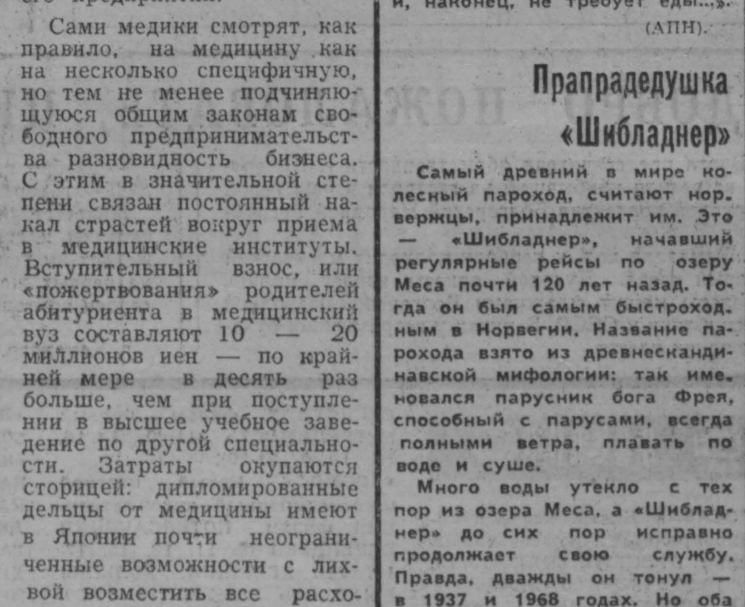 Сами медики смотрят, как
правило, на медицину как
на несколько специфичную,
но тем не менее подчиняю-
щуюся общим законам сво-
бодного предпринимательст-
ва разновидность бизнеса.
С этим в значительной сте-
пени связан постоянный на-
кал страстей вокруг приема
в медицинские институты.
Вступительный взнос, или
«пожертвования» родителей
абитуриента в медицинский
вуз составляют 10 — 20
миллионов иен — по край-
ней мере в десять раз
больше, чем при поступле-
нии в высшее учебное заве-
дение по другой специально-
сти. Затраты окупаются
сторицей: дипломированные
дельцы от медицины имеют
в Японии почти неограни-
ченные возможности с лих-
вой возместить все расхо-
и, наконец, не требует еды...».
(АПН).
Прапрадедушка
«Шибладнер»
Самый древний в мире ко-
лесный пароход, считают нор.
вержцы, принадлежит им. Это
— «Шибладнер», начавший
регулярные рейсы по озеру
Меса почти 120 лет назад. То-
гда он был самым быстроход.
ным в Норвегии. Название па-
рохода взято из древнесканди-
навской мифологии: так име.
новался парусник бога Фрея,
способный с парусами, всегда
полными ветра, плавать по
воде и суше.
Много воды утекло с тех
пор из озера Меса, а «Шиблад-
нер» до сих пор исправно
продолжает свою службу.
Правда, дважды он тонул —
в 1937 и 1968 годах. Но оба